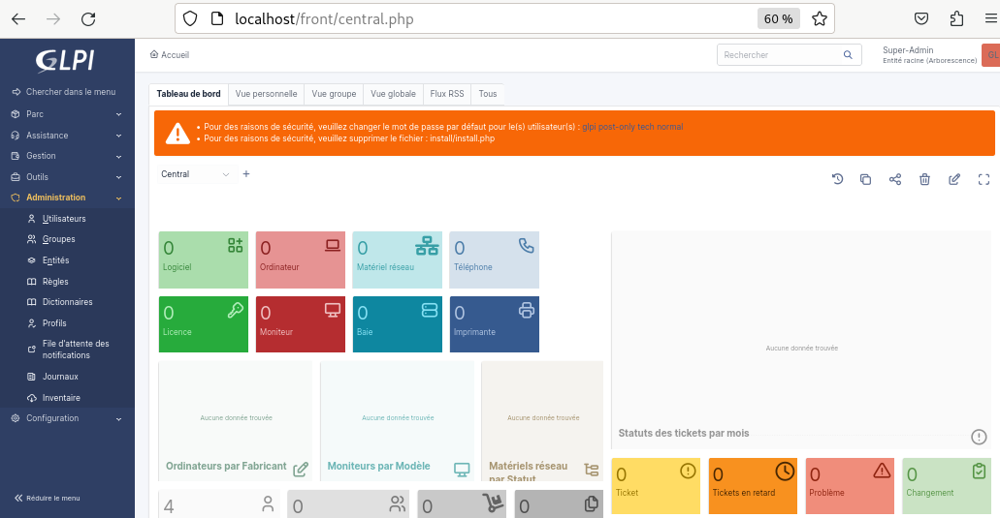 localhost/front/central.php
60 %
GLPI
Chercher dans le menu
Parc
Assistance
Gestion
Outils
Administration
Utilisateurs
Groupes
Entités
Règles
Dictionnaires
Profils
File d'attente des
notifications
Journaux
Inventaire
Configuration
Réduire le menu
Accueil
Rechercher
Super-Admin
Entité racine (Arborescence)
GL
Tableau de bord
Vue personnelle
Vue groupe
Vue globale
Flux RSS
Tous
• Pour des raisons de sécurité, veuillez changer le mot de passe par défaut pour le(s) utilisateur(s) : glpi post-only tech normal
• Pour des raisons de sécurité, veuillez supprimer le fichier : install/install.php
Central
0
Logiciel
0
Ordinateur
0
Matériel réseau
0
Téléphone
0
Licence
0
Moniteur
0
Baie
0
Imprimante
Aucune donnée trouvée
Ordinateurs par Fabricant
Aucune donnée trouvée
Moniteurs par Modèle
Aucune donnée trouvée
Matériels réseau
par Statut
4
0
0
0
Aucune donnée trouvée
Statuts des tickets par mois
0
Ticket
0
Tickets en retard
0
Problème
0
Changement